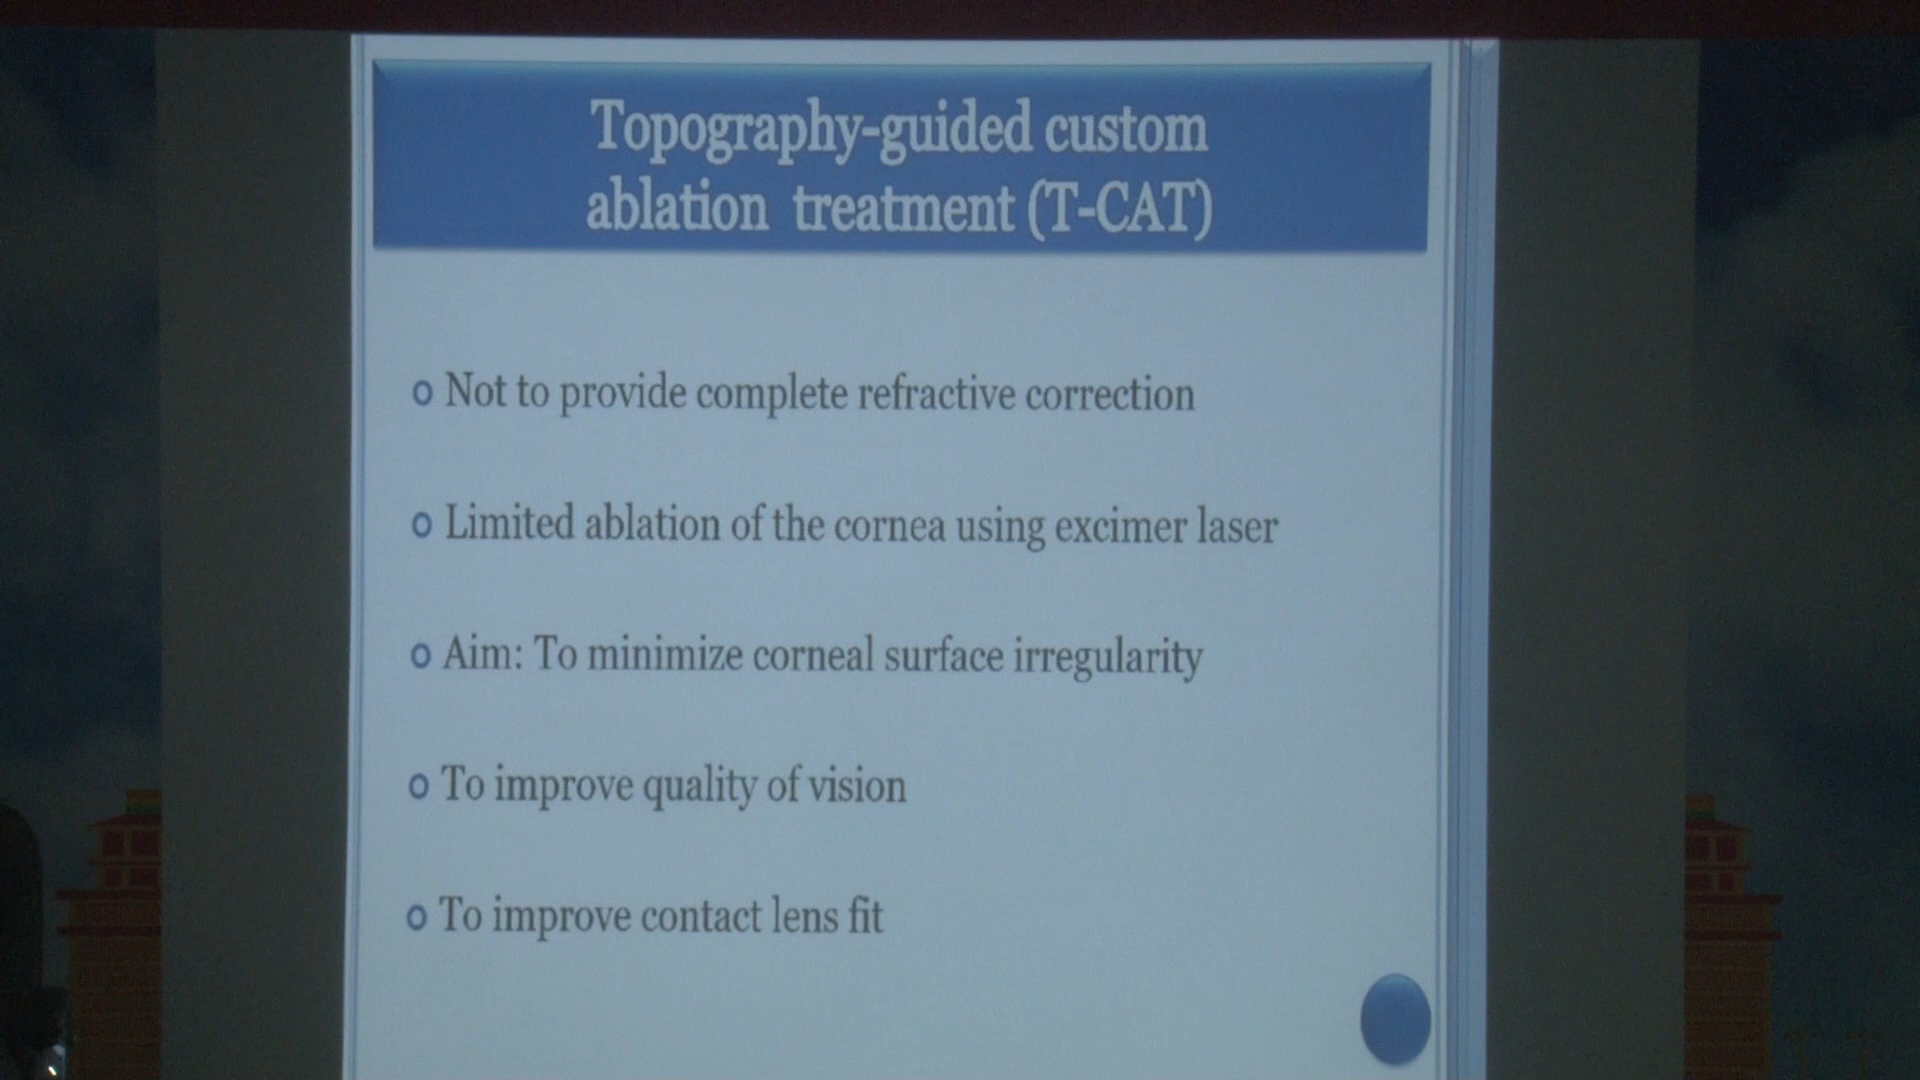 Topography-guided custom
ablation treatment (T-CAT)
o Not to provide complete refractive correction
o Limited ablation of the cornea using excimer laser
o Aim: To minimize corneal surface irregularity
o To improve quality of vision
o To improve contact lens fit